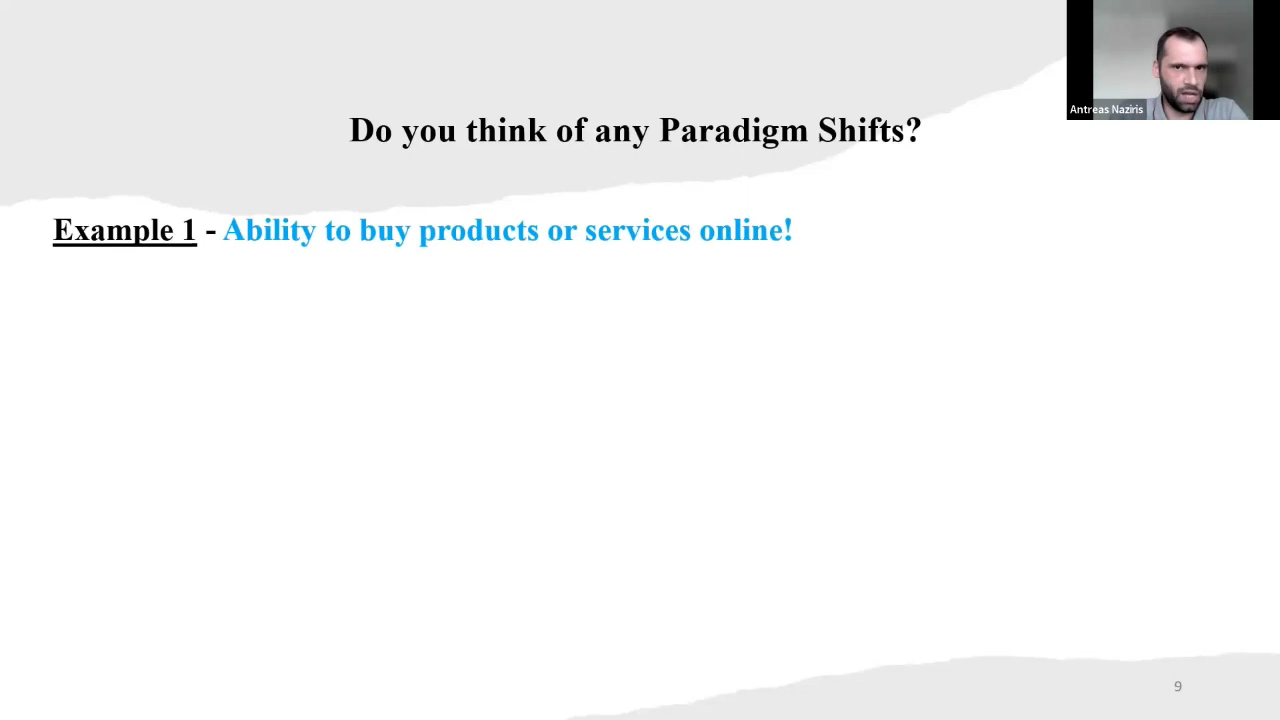 Antreas Naziris
Do you think of any Paradigm Shifts?
Example 1 - Ability to buy products or services online!
9